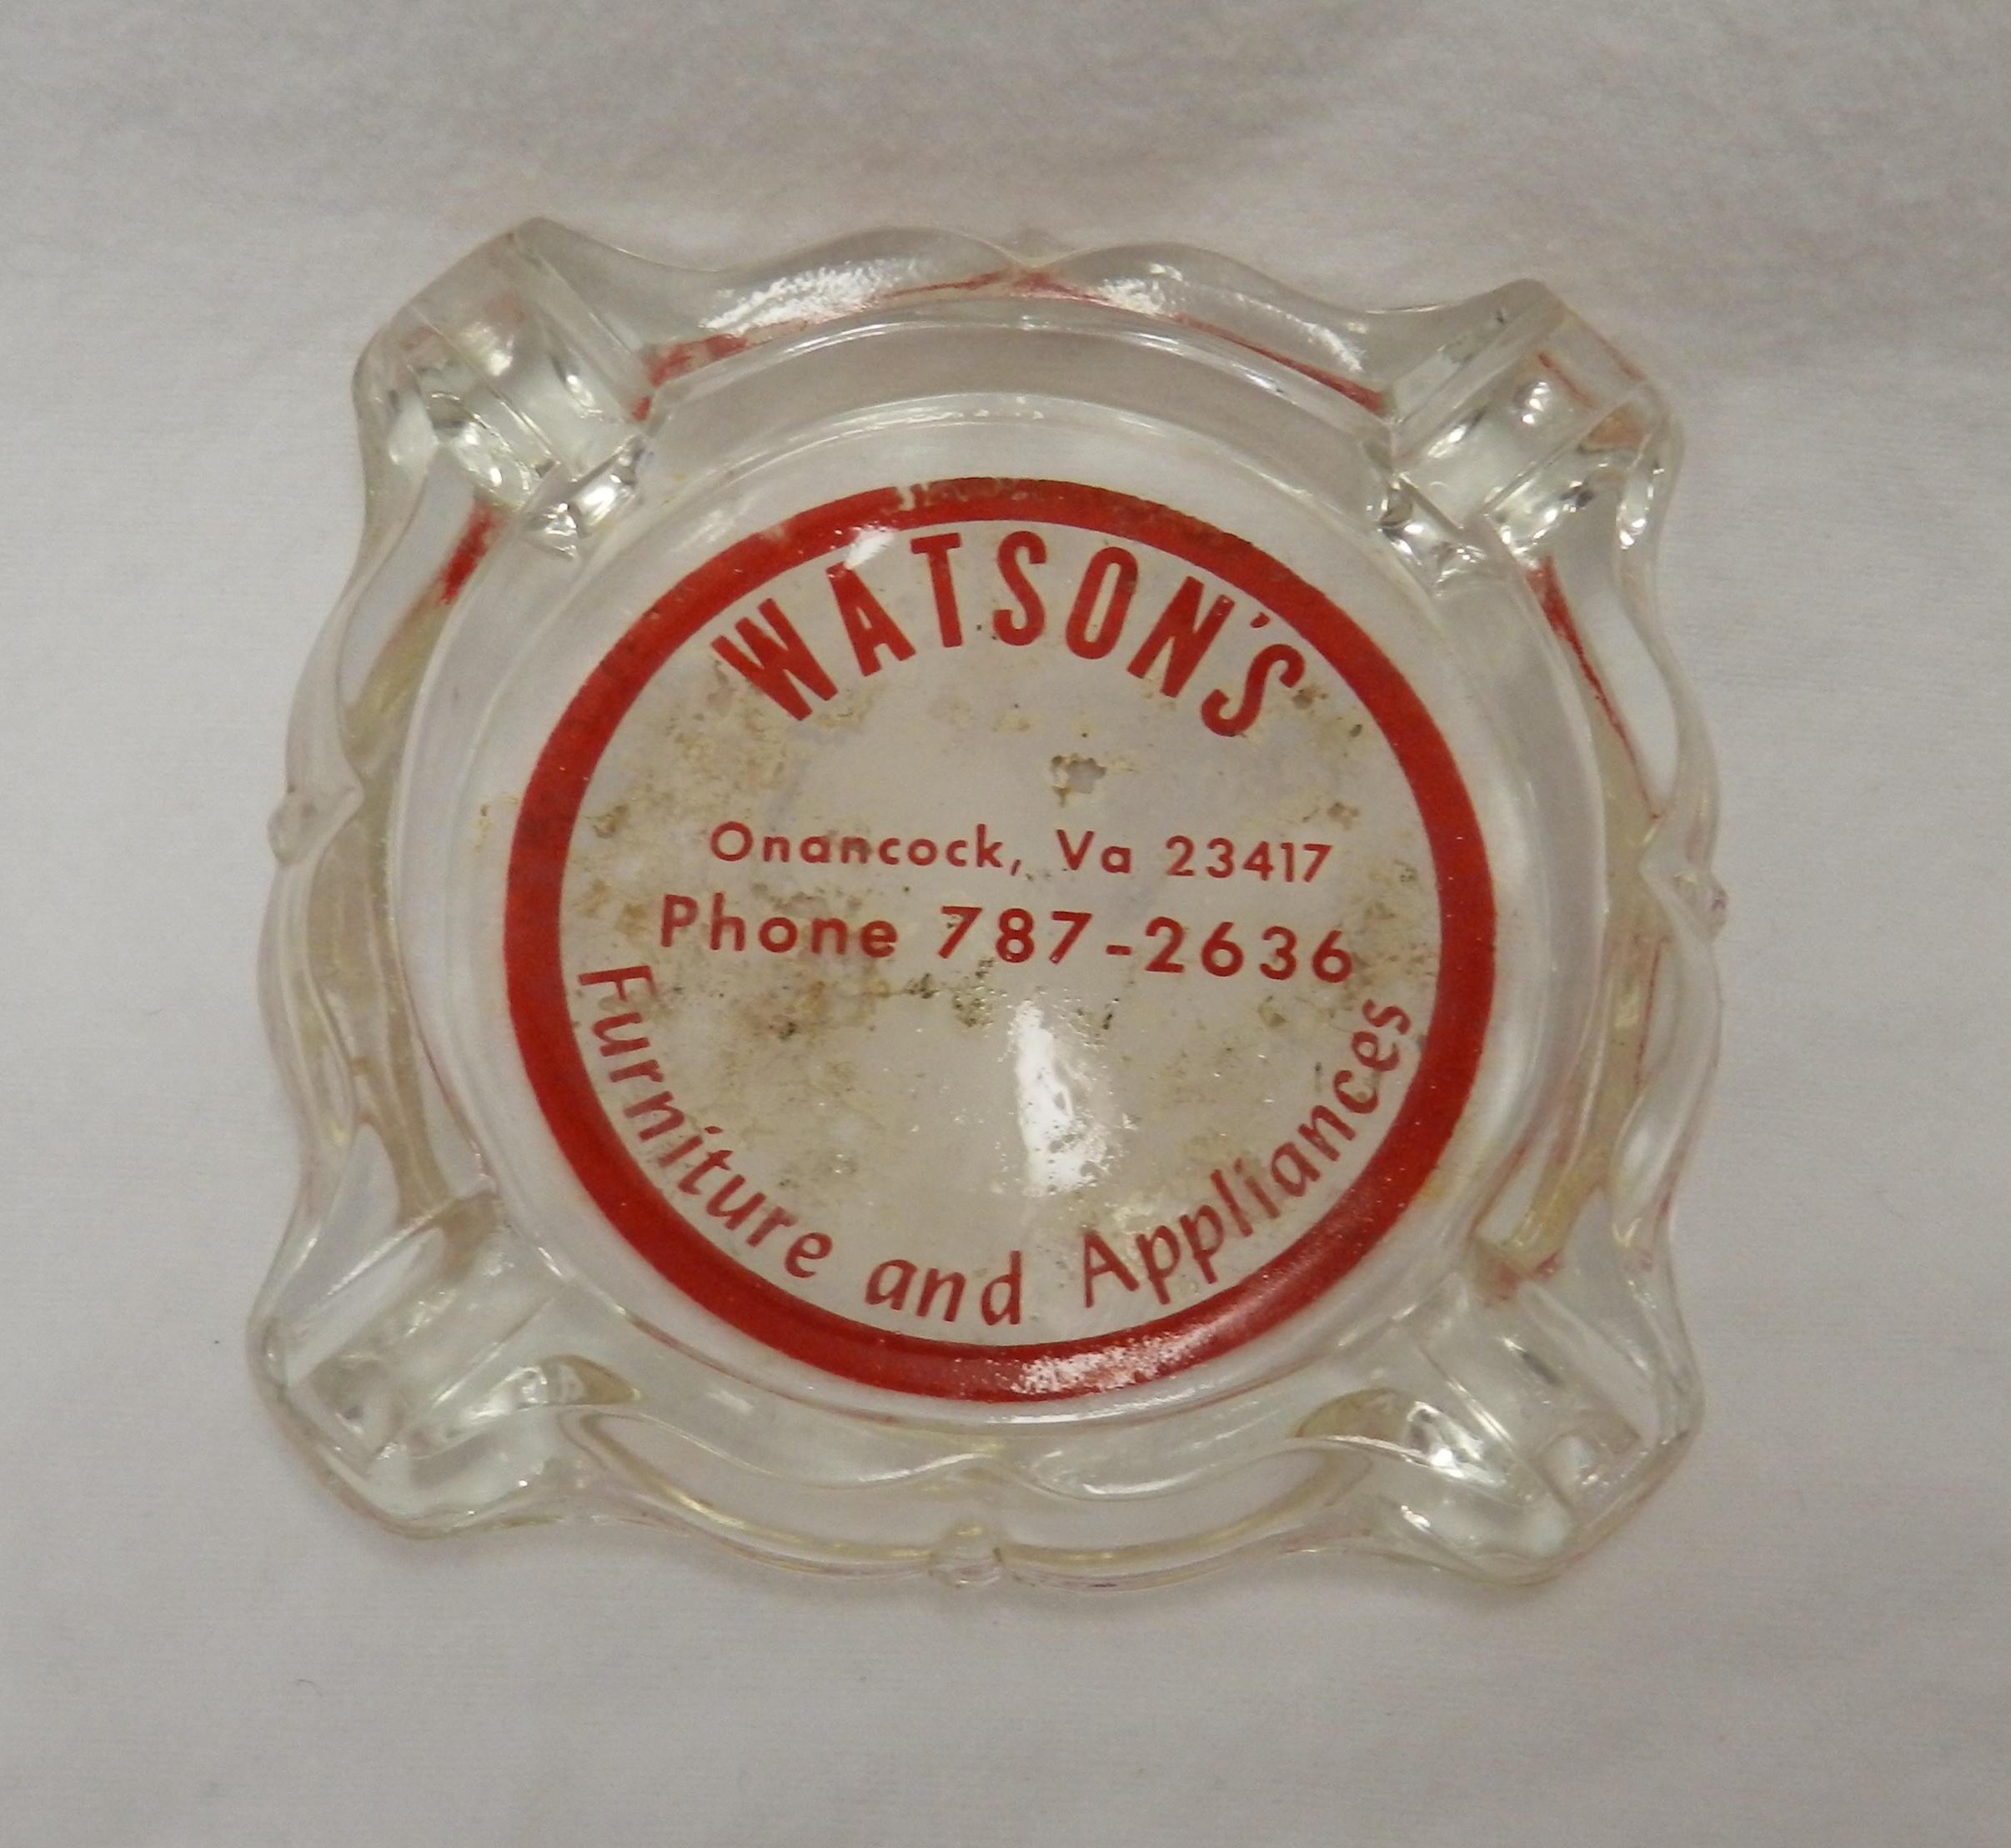 WATSON'S
Onancock, Va 23417
Phone 787-2636
Furniture and Appliances